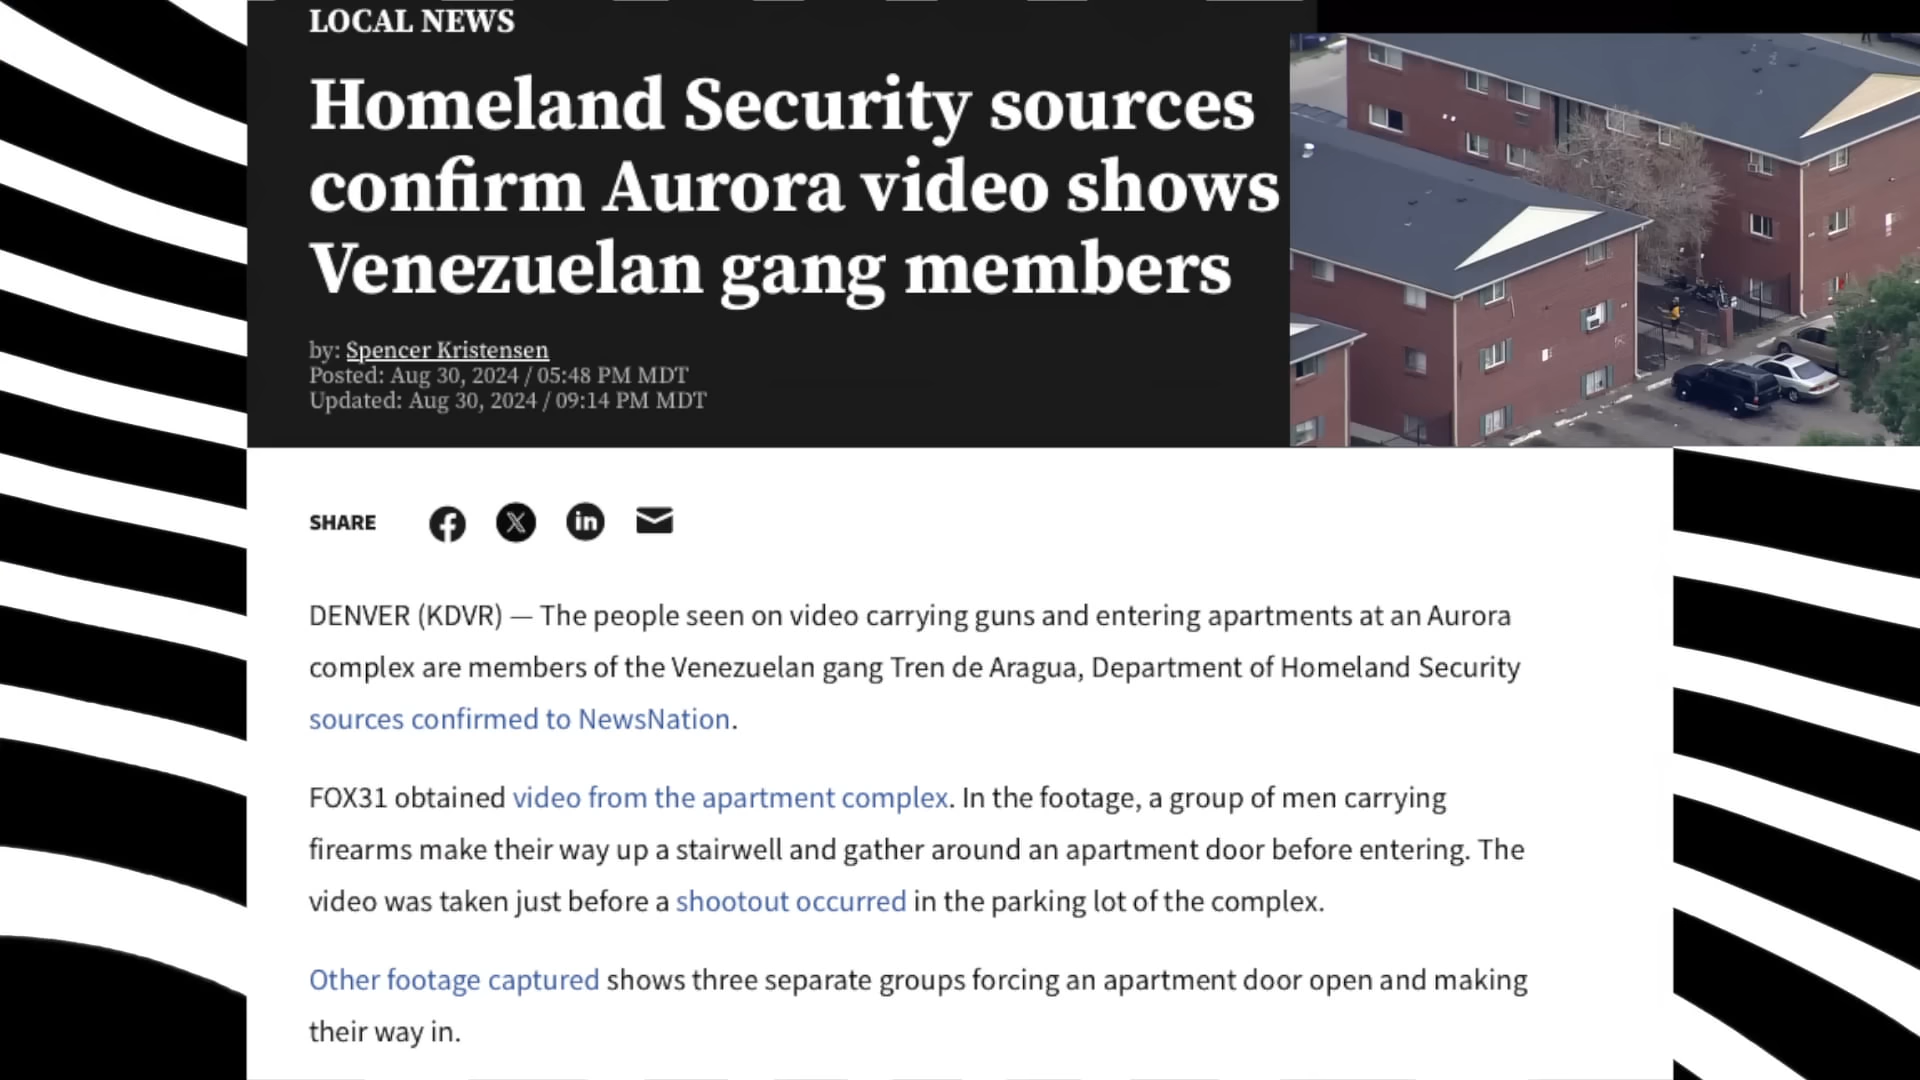 LOCAL NEWS
Homeland Security sources
confirm Aurora video shows
Venezuelan gang members
by: Spencer Kristensen
Posted: Aug 30, 2024 / 05:48 PM MDT
Updated: Aug 30, 2024 / 09:14 PM MDT
SHARE
DENVER (KDVR) — The people seen on video carrying guns and entering apartments at an Aurora
complex are members of the Venezuelan gang Tren de Aragua, Department of Homeland Security
sources confirmed to NewsNation.
FOX31 obtained video from the apartment complex. In the footage, a group of men carrying
firearms make their way up a stairwell and gather around an apartment door before entering. The
video was taken just before a shootout occurred in the parking lot of the complex.
Other footage captured shows three separate groups forcing an apartment door open and making
their way in.